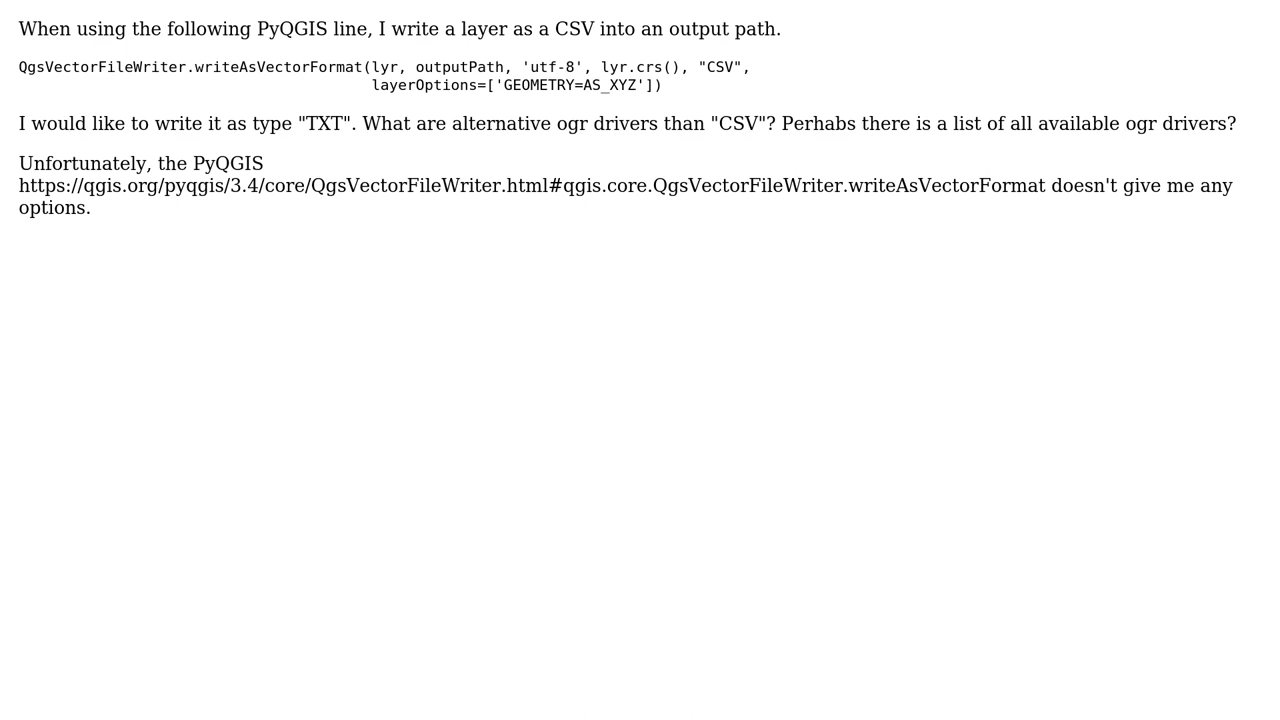 When using the following PyQGIS line, I write a layer as a CSV into an output path.
QgsVectorFileWriter.writeAsVectorFormat(lyr, outputPath, 'utf-8', lyr.crs(), "CSV",
layerOptions=['GEOMETRY=AS_XYZ'])
I would like to write it as type "TXT". What are alternative ogr drivers than "CSV"? Perhabs there is a list of all available ogr drivers?
Unfortunately, the PyQGIS
https://qgis.org/pyqgis/3.4/core/QgsVectorFileWriter.html#qgis.core.QgsVectorFileWriter.writeAsVectorFormat doesn't give me any
options.